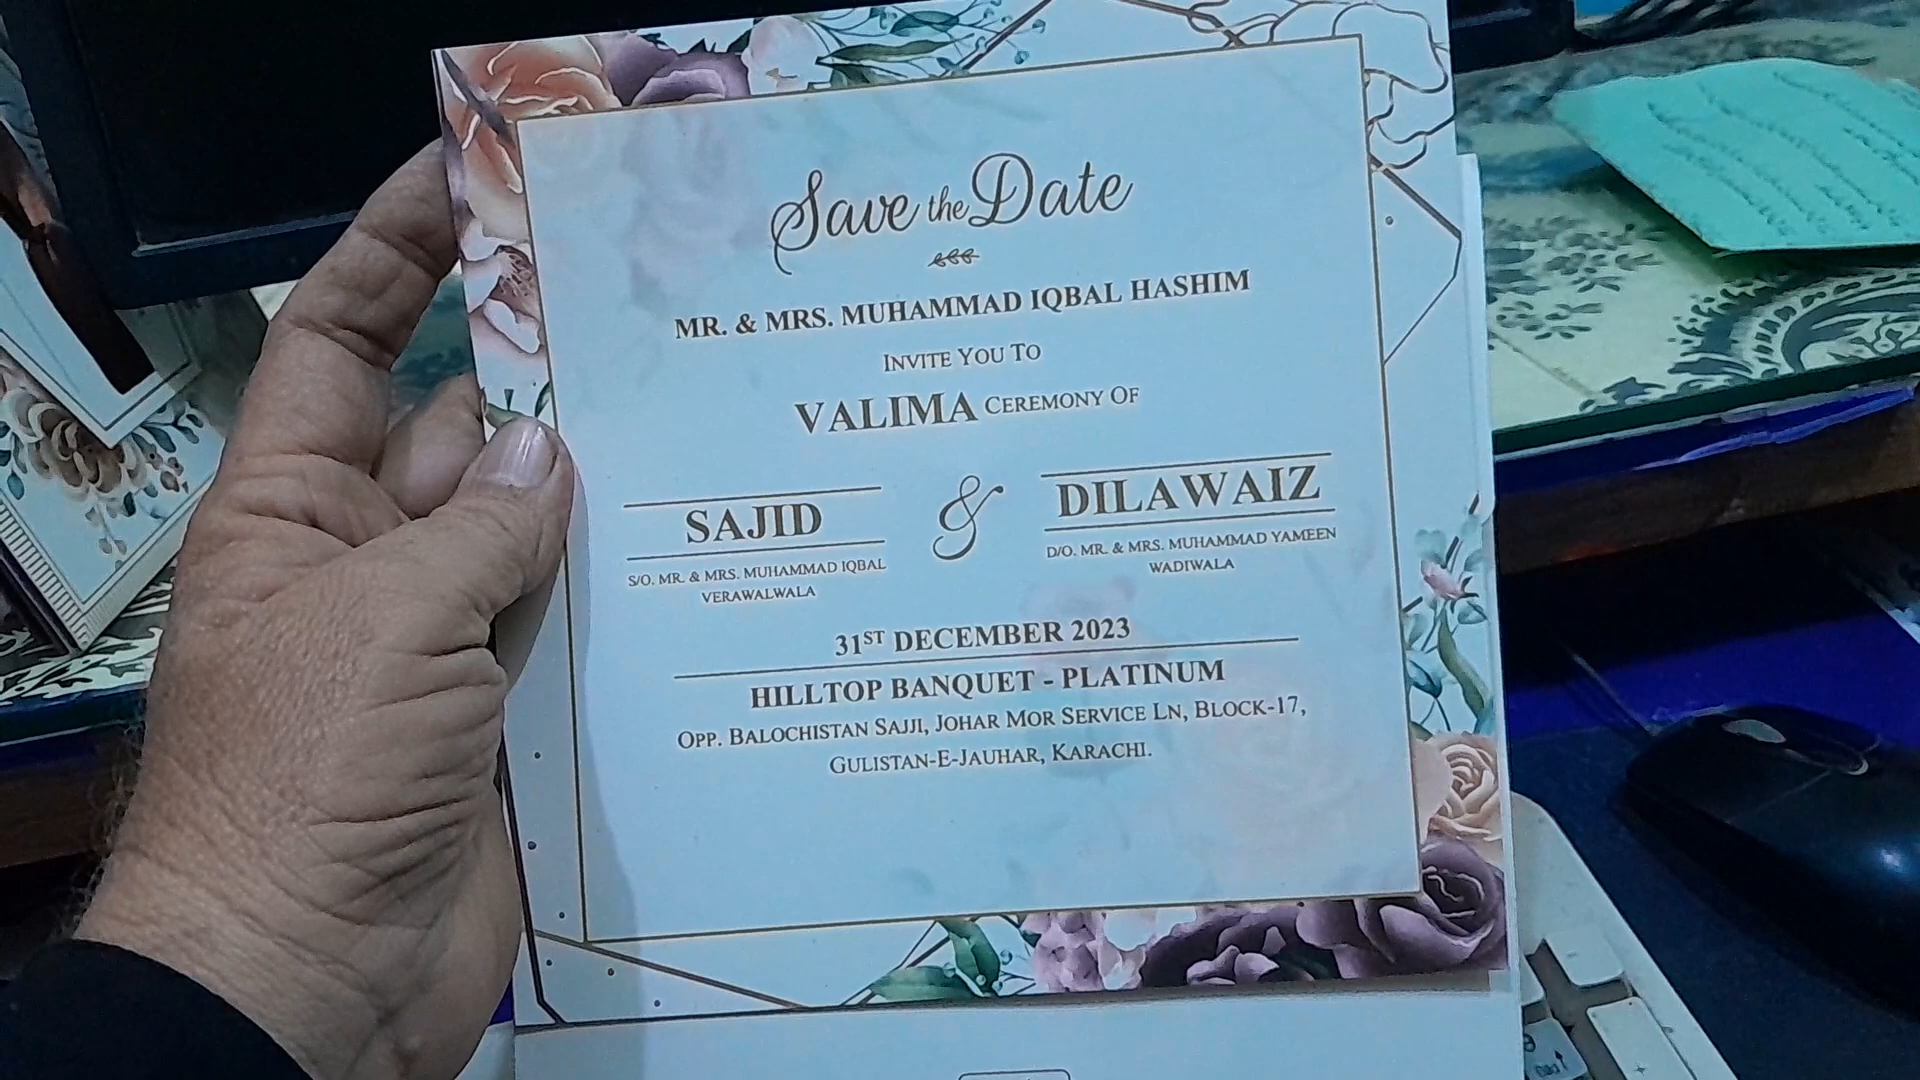 Save the Date
MR. & MRS. MUHAMMAD IQBAL HASHIM
INVITE YOU TO
VALIMA CEREMONY OF
SAJID
S/O. MR. & MRS. MUHAMMAD IQBAL
VERAWALWALA
&
DILAWAIZ
D/O. MR. & MRS. MUHAMMAD YAMEEN
WADIWALA
31ST DECEMBER 2023
HILLTOP BANQUET - PLATINUM
OPP. BALOCHISTAN SAJJI, JOHAR MOR SERVICE LN, BLOCK-17,
GULISTAN-E-JAUHAR, KARACHI.